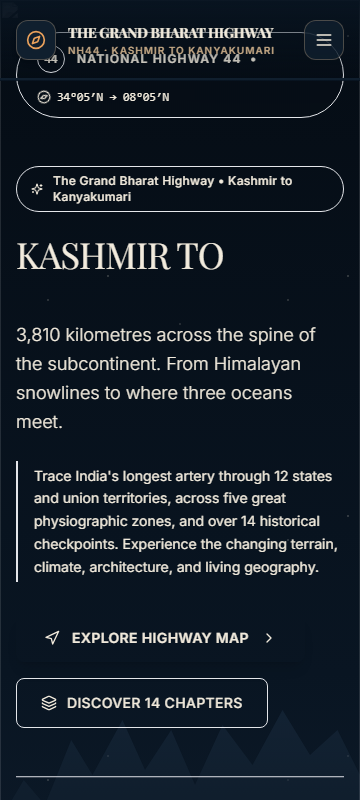 THE GRAND BHARAT HIGHWAY
NH44 · KASHMIR TO KANYAKUMARI
44 NATIONAL HIGHWAY 44 •
34°05′N → 08°05′N
The Grand Bharat Highway • Kashmir to
Kanyakumari
KASHMIR TO
3,810 kilometres across the spine of
the subcontinent. From Himalayan
snowlines to where three oceans
meet.
Trace India's longest artery through 12 states
and union territories, across five great
physiographic zones, and over 14 historical
checkpoints. Experience the changing terrain,
climate, architecture, and living geography.
EXPLORE HIGHWAY MAP
DISCOVER 14 CHAPTERS